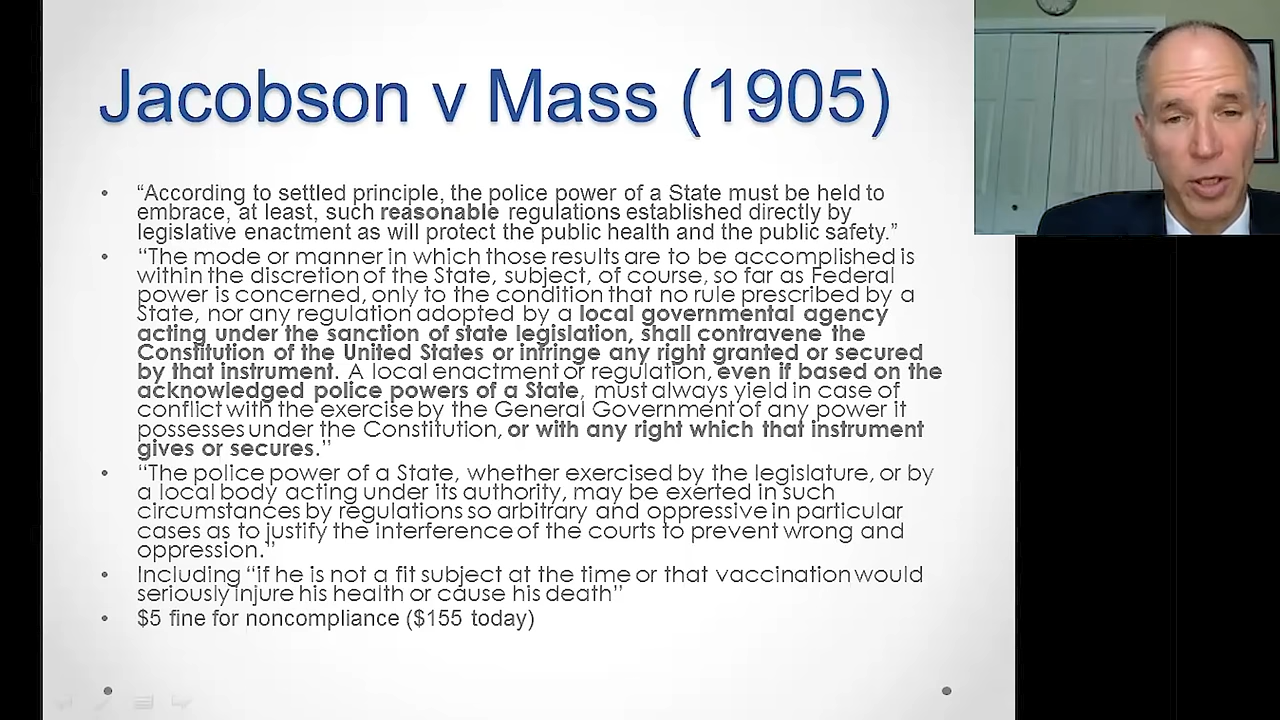 Jacobson v Mass (1905)
• “According to settled principle, the police power of a State must be held to
embrace, at least, such reasonable regulations established directly by
legislative enactment as will protect the public health and the public safety.”
• “The mode or manner in which those results are to be accomplished is
within the discretion of the State, subject, of course, so far as Federal
power is concerned, only to the condition that no rule prescribed by a
State, nor any regulation adopted by a local governmental agency
acting under the sanction of state legislation, shall contravene the
Constitution of the United States or infringe any right granted or secured
by that instrument. A local enactment or regulation, even if based on the
acknowledged police powers of a State, must always yield in case of
conflict with the exercise by the General Government of any power it
possesses under the Constitution, or with any right which that instrument
gives or secures.”
• “The police power of a State, whether exercised by the legislature, or by
a local body acting under its authority, may be exerted in such
circumstances by regulations so arbitrary and oppressive in particular
cases as to justify the interference of the courts to prevent wrong and
oppression.”
• Including “if he is not a fit subject at the time or that vaccination would
seriously injure his health or cause his death”
• $5 fine for noncompliance ($155 today)